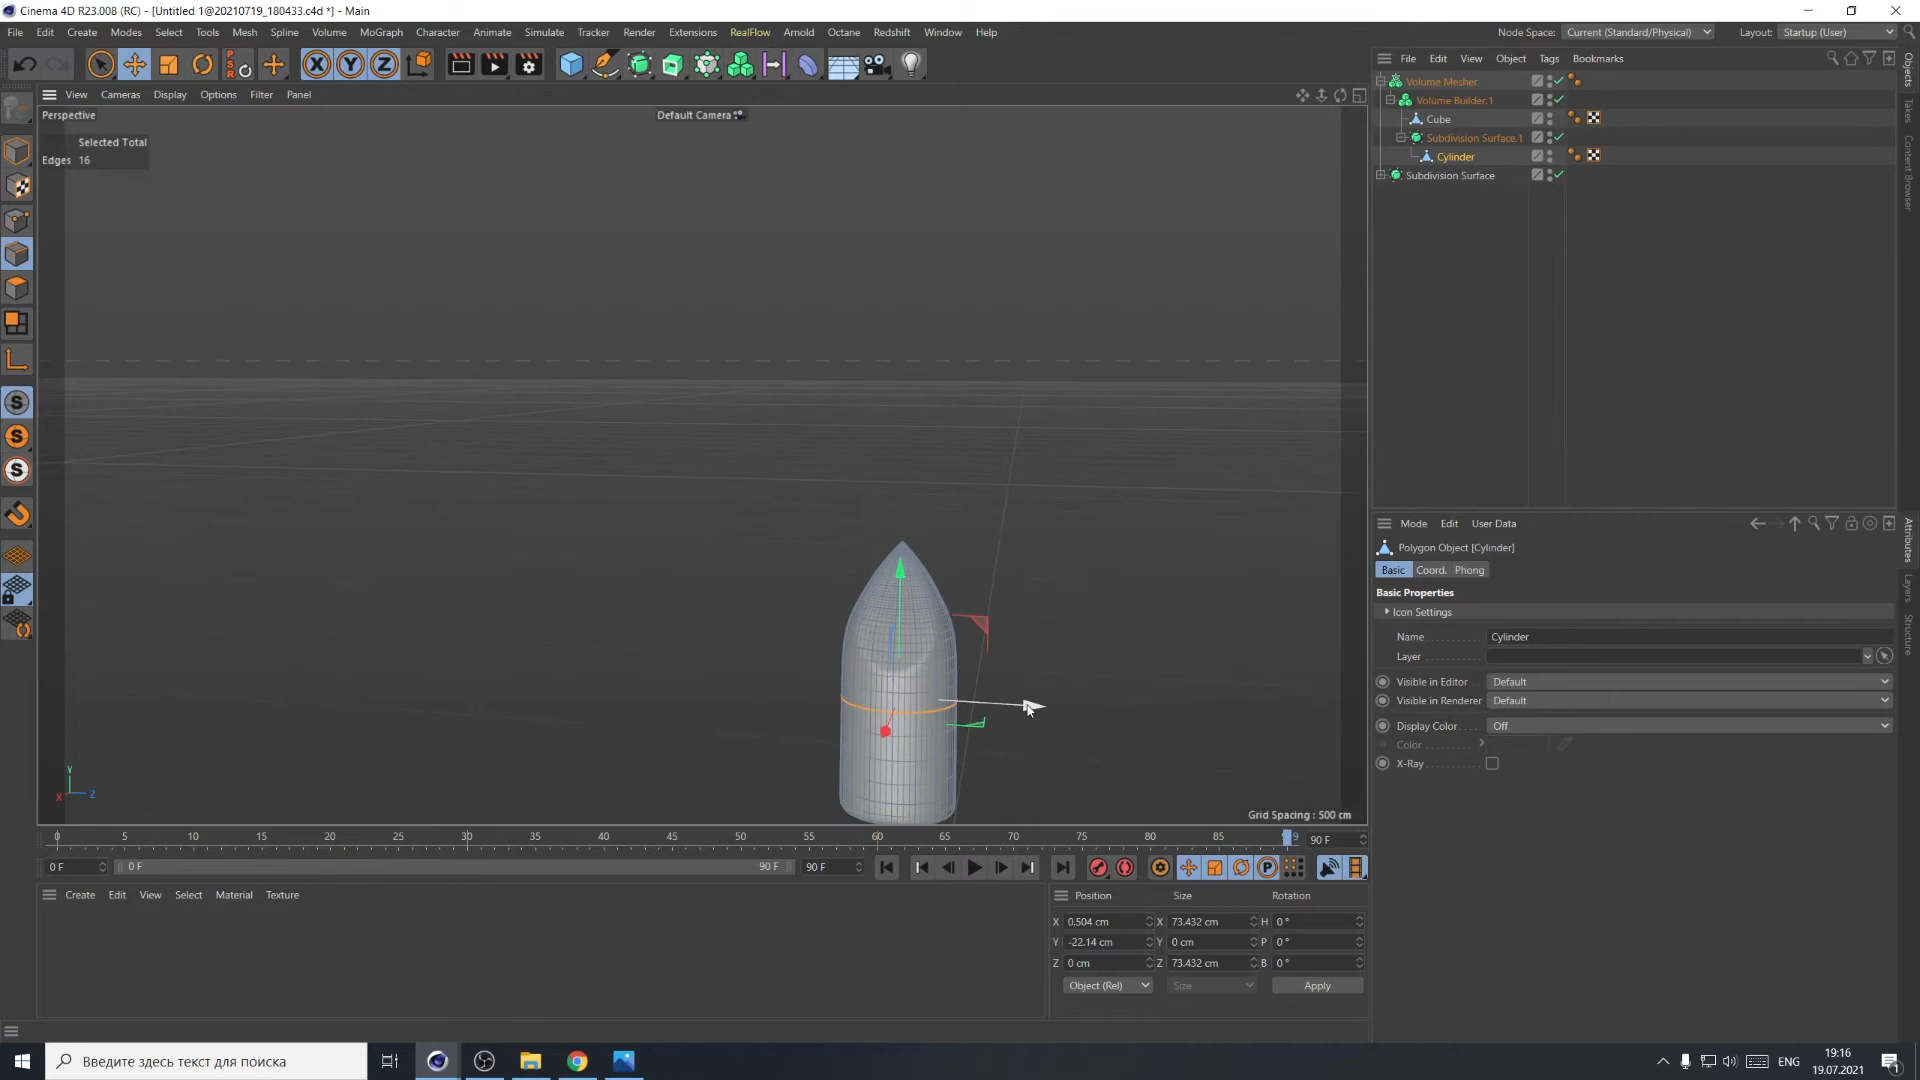 Cinema 4D R23.008 (RC) - [Untitled 1@20210719_180433.c4d *] - Main
File Edit Create Modes Select Tools Mesh Spline Volume MoGraph Character Animate Simulate Tracker Render Extensions RealFlow Arnold Octane Redshift Window Help
Node Space: Current (Standard/Physical) Layout: Startup (User)
P S R X Y Z
File Edit View Object Tags Bookmarks
Volume Mesher
Volume Builder.1
Cube
Subdivision Surface.1
Cylinder
Subdivision Surface
View Cameras Display Options Filter Panel
Perspective
Default Camera
Selected Total
Edges 16
S
S
S
Y
X Z
Grid Spacing : 500 cm
Objects
Takes
Content Browser
Mode Edit User Data
Polygon Object [Cylinder]
Basic Coord. Phong
Basic Properties
Icon Settings
Name Cylinder
Layer
Visible in Editor Default
Visible in Renderer Default
Display Color Off
Color
X-Ray
Attributes
Layers
Structure
0 5 10 15 20 25 30 35 40 45 50 55 60 65 70 75 80 85 9 90 F
0 F 0 F 90 F 90 F
P
Create Edit View Select Material Texture
Position Size Rotation
X 0.504 cm X 73.432 cm H 0 °
Y -22.14 cm Y 0 cm P 0 °
Z 0 cm Z 73.432 cm B 0 °
Object (Rel) Size Apply
Введите здесь текст для поиска
ENG
19:16
19.07.2021
1